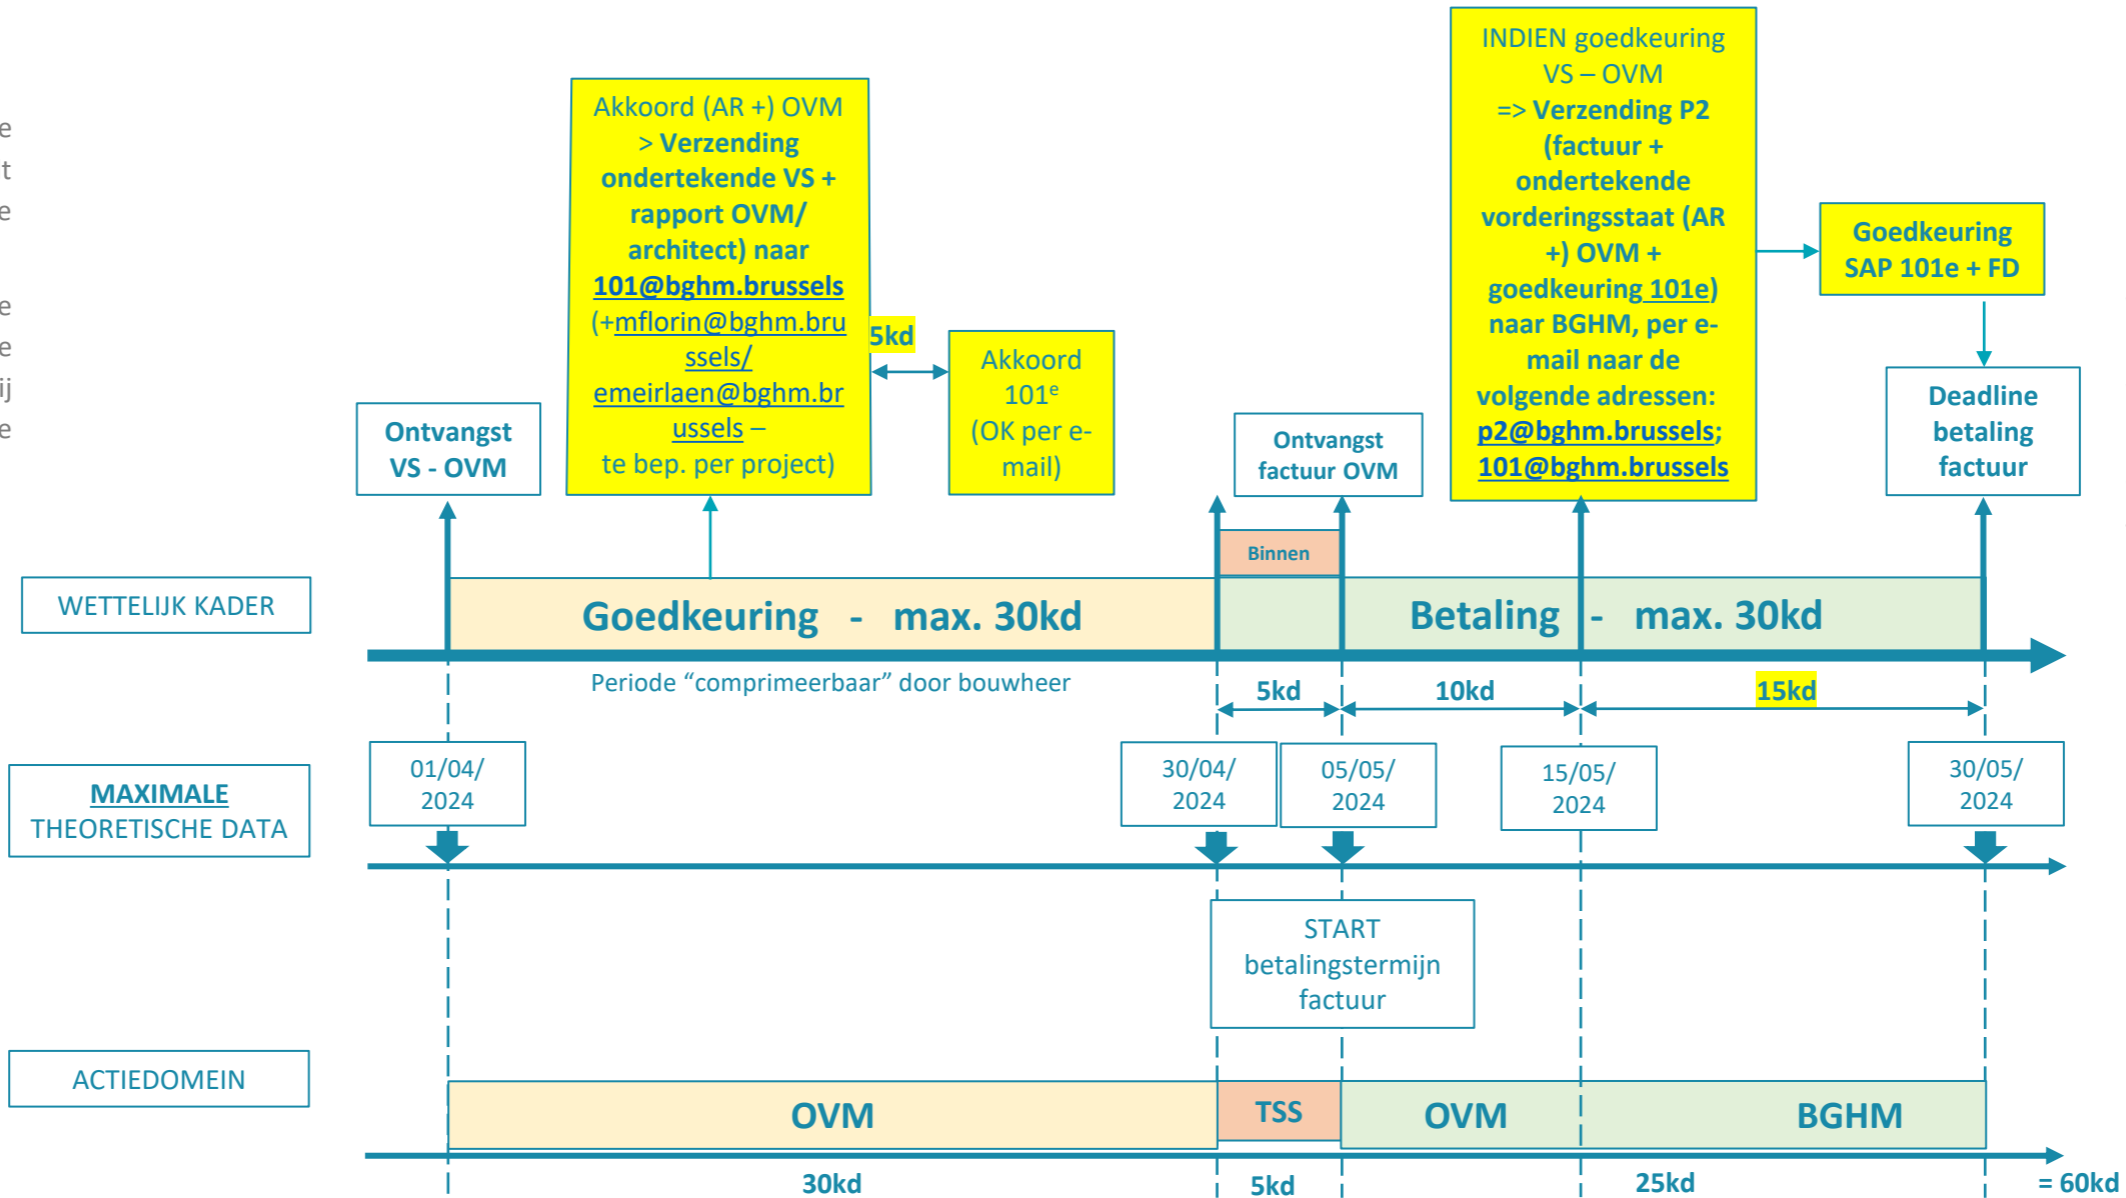 e
t
e
e
e
ij
e
INDIEN goedkeuring
VS – OVM
=> Verzending P2
(factuur +
ondertekende
vorderingsstaat (AR
+) OVM +
goedkeuring 101e)
naar BGHM, per e-
mail naar de
volgende adressen:
p2@bghm.brussels;
101@bghm.brussels
Akkoord (AR +) OVM
> Verzending
ondertekende VS +
rapport OVM/
architect) naar
101@bghm.brussels
(+mflorin@bghm.bru
ssels/
emeirlaen@bghm.br
ussels –
te bep. per project)
5kd
Akkoord
101e
(OK per e-
mail)
Goedkeuring
SAP 101e + FD
Ontvangst
VS - OVM
Ontvangst
factuur OVM
Deadline
betaling
factuur
Binnen
WETTELIJK KADER
Goedkeuring - max. 30kd
Betaling - max. 30kd
Periode “comprimeerbaar” door bouwheer
5kd
10kd
15kd
MAXIMALE
THEORETISCHE DATA
01/04/
2024
30/04/
2024
05/05/
2024
15/05/
2024
30/05/
2024
START
betalingstermijn
factuur
ACTIEDOMEIN
OVM
TSS
OVM
BGHM
30kd
5kd
25kd
= 60kd